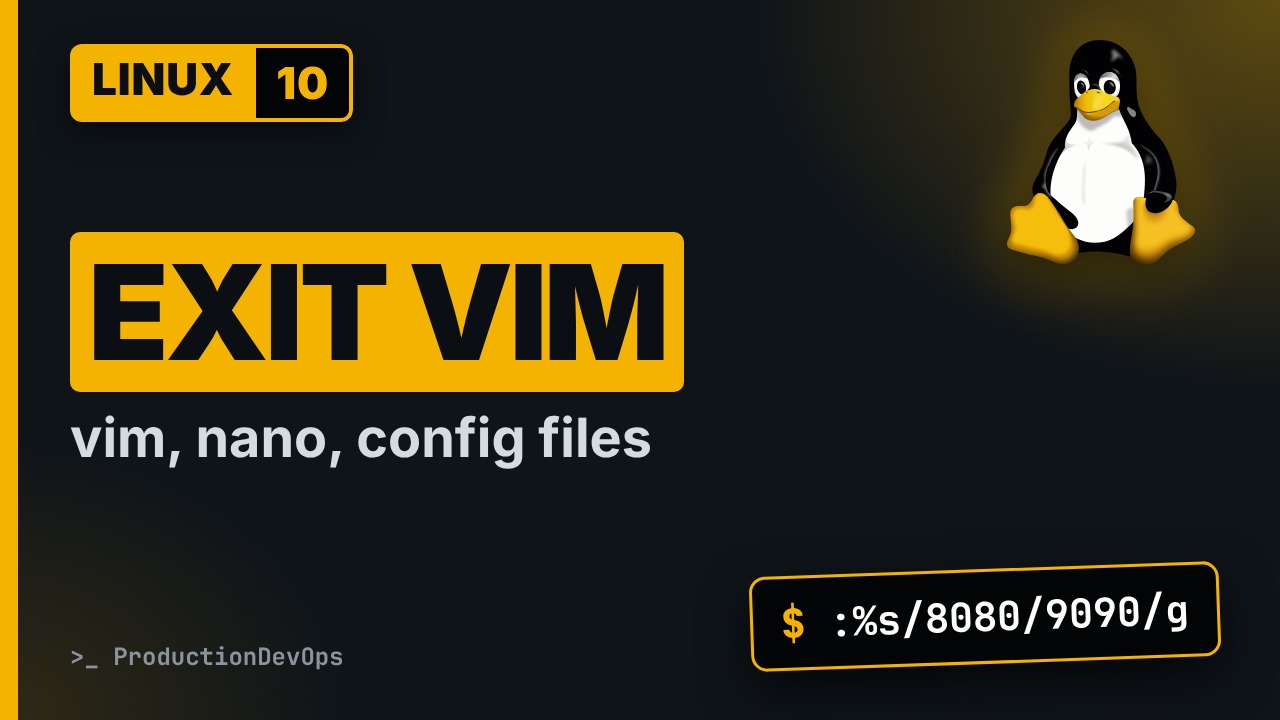 LINUX 10
EXIT VIM
vim, nano, config files
$ :%s/8080/9090/g
>_ ProductionDevOps